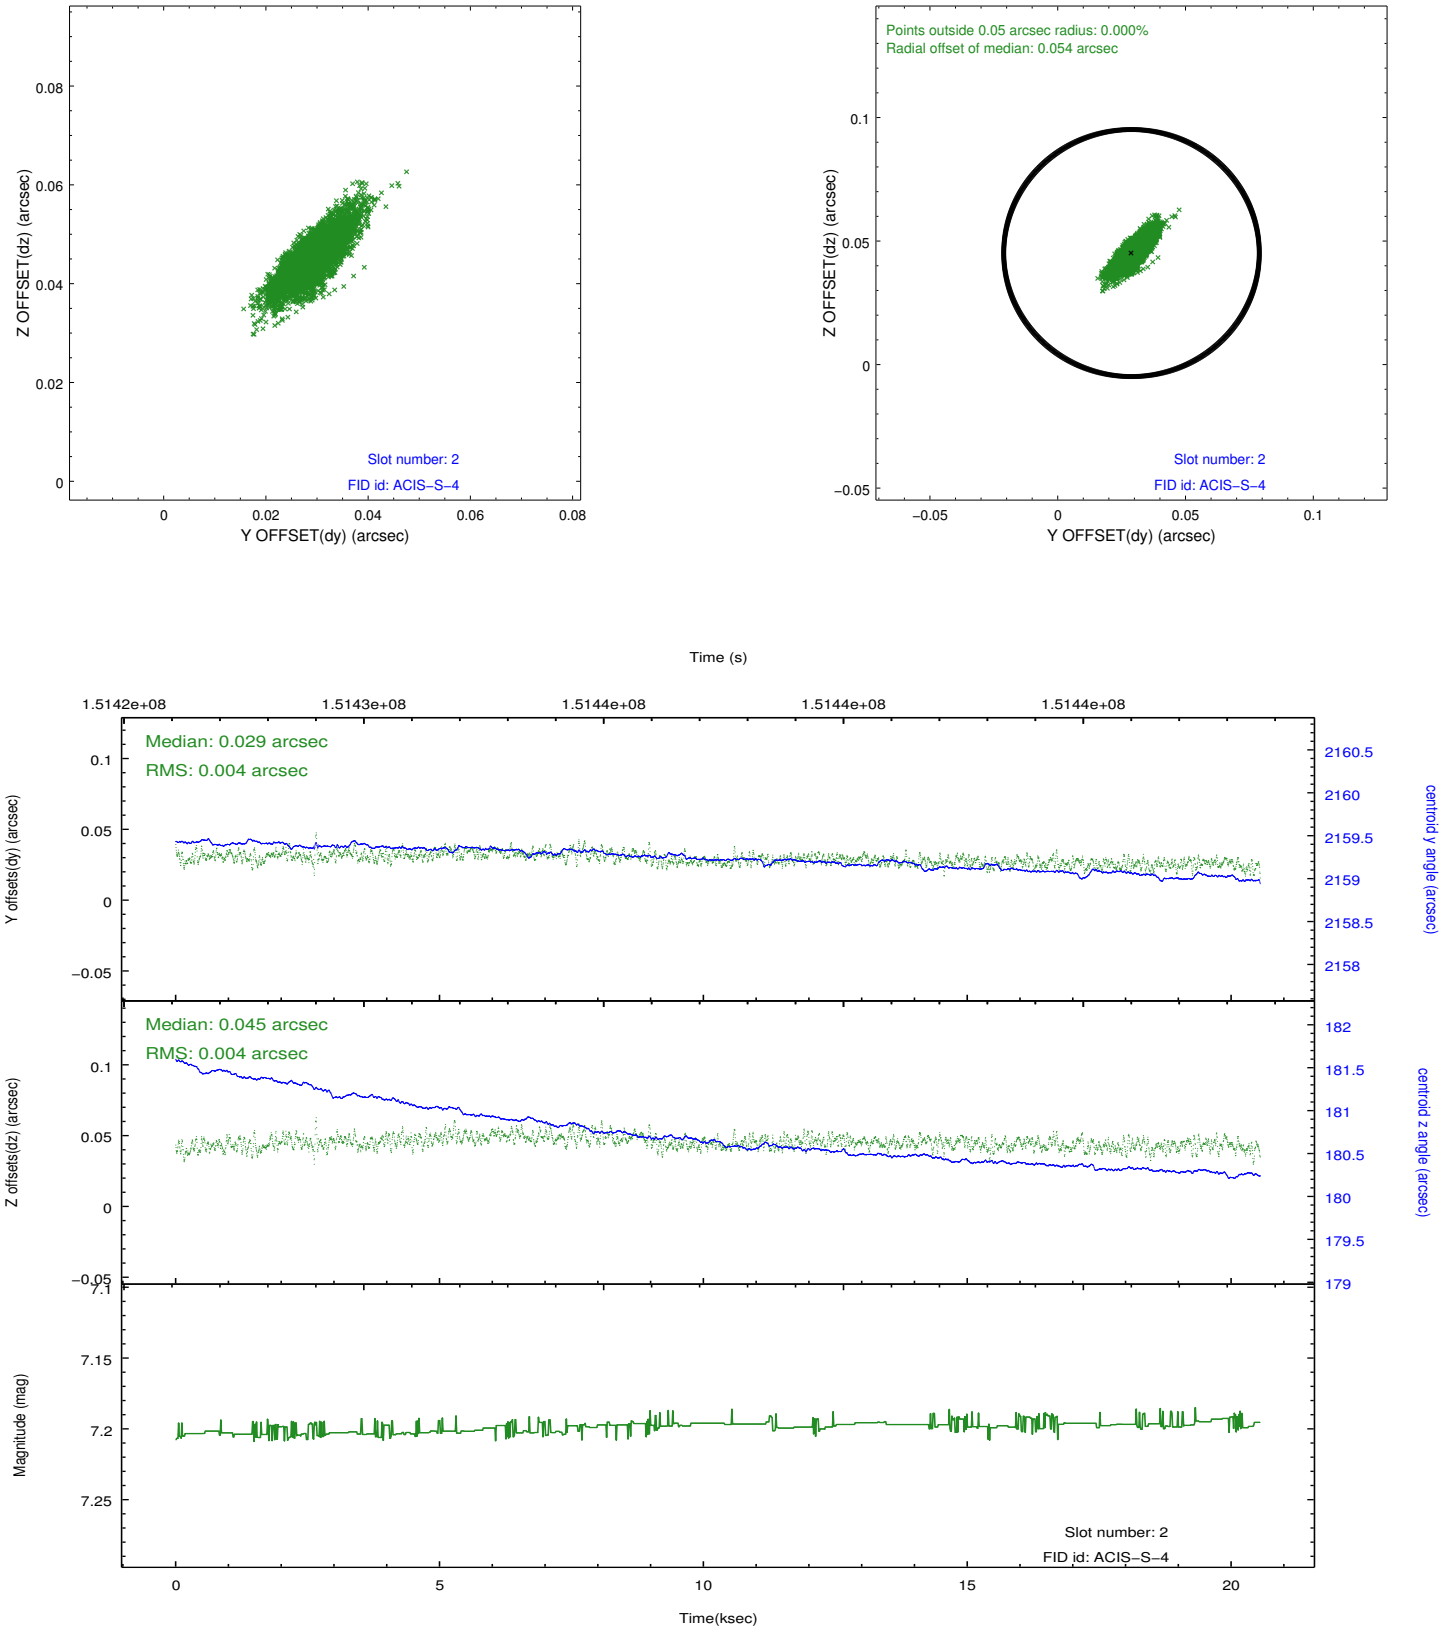 0.08
0.06
0.04
0.02
0
Z OFFSET(dz) (arcsec)
Slot number: 2
FID id: ACIS−S−4
0
0.02
0.04
0.06
0.08
Y OFFSET(dy) (arcsec)
Points outside 0.05 arcsec radius: 0.000%
Radial offset of median: 0.054 arcsec
0.1
0.05
0
−0.05
Z OFFSET(dz) (arcsec)
Slot number: 2
FID id: ACIS−S−4
−0.05
0
0.05
0.1
Y OFFSET(dy) (arcsec)
Time (s)
1.5142e+08
1.5143e+08
1.5144e+08
1.5144e+08
1.5144e+08
Median: 0.029 arcsec
RMS: 0.004 arcsec
0.1
0.05
0
−0.05
Y offsets(dy) (arcsec)
2160.5
2160
2159.5
2159
2158.5
2158
centroid y angle (arcsec)
Median: 0.045 arcsec
RMS: 0.004 arcsec
0.1
0.05
0
−0.05
Z offsets(dz) (arcsec)
182
181.5
181
180.5
180
179.5
179
centroid z angle (arcsec)
7.1
7.15
7.2
7.25
Magnitude (mag)
Slot number: 2
FID id: ACIS−S−4
0
5
10
15
20
Time(ksec)